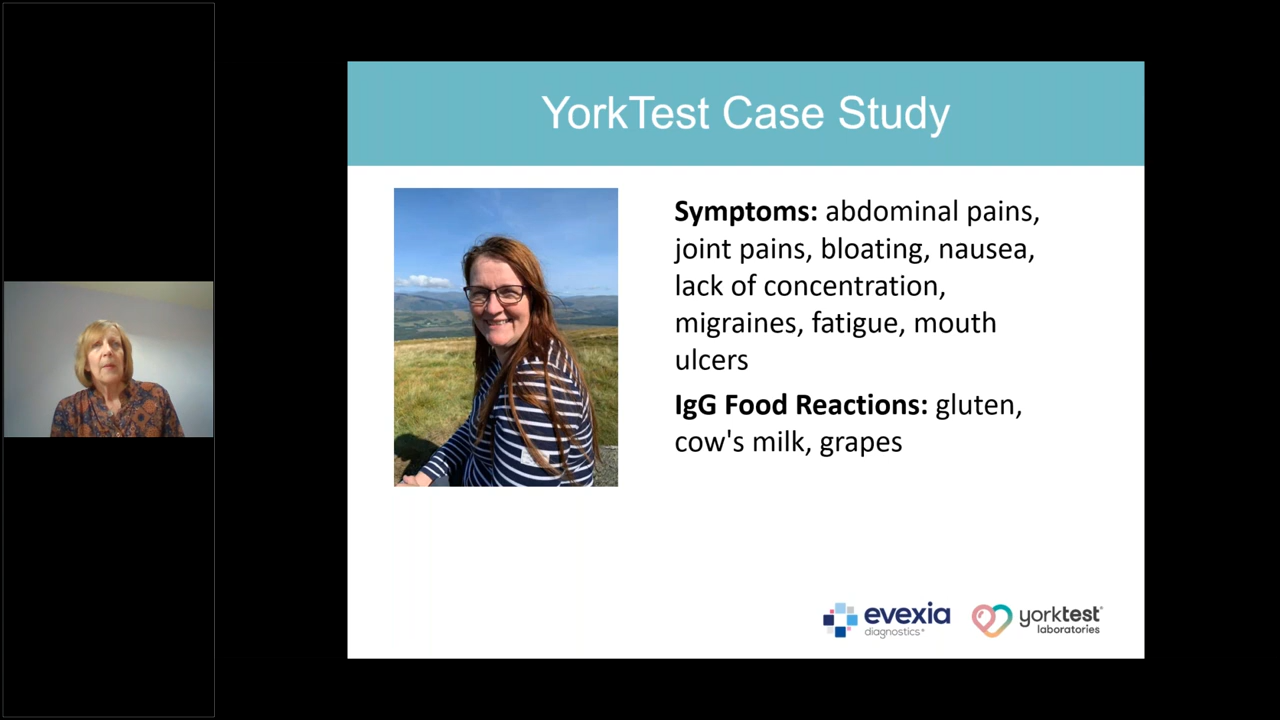 YorkTest Case Study
Symptoms: abdominal pains,
joint pains, bloating, nausea,
lack of concentration,
migraines, fatigue, mouth
ulcers
IgG Food Reactions: gluten,
cow's milk, grapes
evexia
diagnostics
yorktest
laboratories